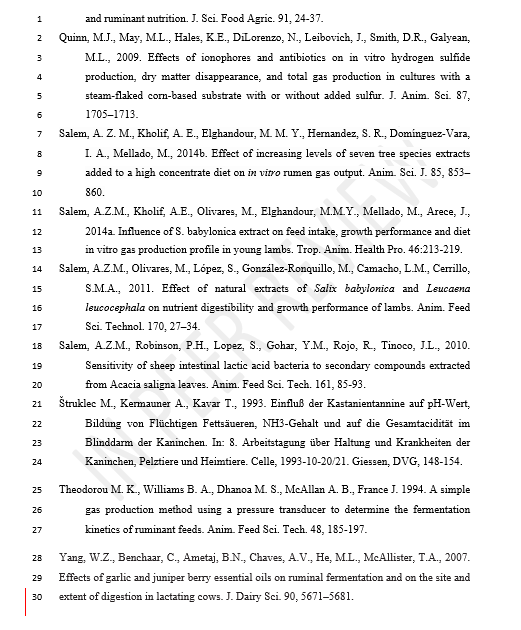 1 and ruminant nutrition. J. Sci. Food Agric. 91, 24-37.
2 Quinn, M.J., May, M.L., Hales, K.E., DiLorenzo, N., Leibovich, J., Smith, D.R., Galyean,
3 M.L., 2009. Effects of ionophores and antibiotics on in vitro hydrogen sulfide
4 production, dry matter disappearance, and total gas production in cultures with a
5 steam-flaked corn-based substrate with or without added sulfur. J. Anim. Sci. 87,
6 1705–1713.
7 Salem, A. Z. M., Kholif, A. E., Elghandour, M. M. Y., Hernandez, S. R., Domínguez-Vara,
8 I. A., Mellado, M., 2014b. Effect of increasing levels of seven tree species extracts
9 added to a high concentrate diet on in vitro rumen gas output. Anim. Sci. J. 85, 853–
10 860.
11 Salem, A.Z.M., Kholif, A.E., Olivares, M., Elghandour, M.M.Y., Mellado, M., Arece, J.,
12 2014a. Influence of S. babylonica extract on feed intake, growth performance and diet
13 in vitro gas production profile in young lambs. Trop. Anim. Health Pro. 46:213-219.
14 Salem, A.Z.M., Olivares, M., López, S., González-Ronquillo, M., Camacho, L.M., Cerrillo,
15 S.M.A., 2011. Effect of natural extracts of Salix babylonica and Leucaena
16 leucocephala on nutrient digestibility and growth performance of lambs. Anim. Feed
17 Sci. Technol. 170, 27–34.
18 Salem, A.Z.M., Robinson, P.H., Lopez, S., Gohar, Y.M., Rojo, R., Tinoco, J.L., 2010.
19 Sensitivity of sheep intestinal lactic acid bacteria to secondary compounds extracted
20 from Acacia saligna leaves. Anim. Feed Sci. Tech. 161, 85-93.
21 Štruklec M., Kermauner A., Kavar T., 1993. Einfluß der Kastanientannine auf pH-Wert,
22 Bildung von Flüchtigen Fettsäueren, NH3-Gehalt und auf die Gesamtacidität im
23 Blinddarm der Kaninchen. In: 8. Arbeitstagung über Haltung und Krankheiten der
24 Kaninchen, Pelztiere und Heimtiere. Celle, 1993-10-20/21. Giessen, DVG, 148-154.
25 Theodorou M. K., Williams B. A., Dhanoa M. S., McAllan A. B., France J. 1994. A simple
26 gas production method using a pressure transducer to determine the fermentation
27 kinetics of ruminant feeds. Anim. Feed Sci. Tech. 48, 185-197.
28 Yang, W.Z., Benchaar, C., Ametaj, B.N., Chaves, A.V., He, M.L., McAllister, T.A., 2007.
29 Effects of garlic and juniper berry essential oils on ruminal fermentation and on the site and
30 extent of digestion in lactating cows. J. Dairy Sci. 90, 5671–5681.
IN PEER REVIEW